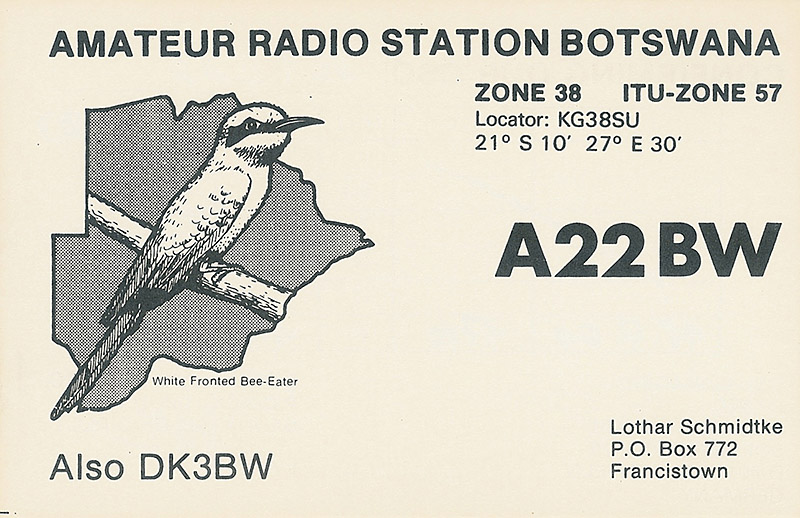 AMATEUR RADIO STATION BOTSWANA
ZONE 38 ITU-ZONE 57
Locator: KG38SU
21° S 10′ 27° E 30′
A22BW
White Fronted Bee-Eater
Also DK3BW
Lothar Schmidtke
P.O. Box 772
Francistown